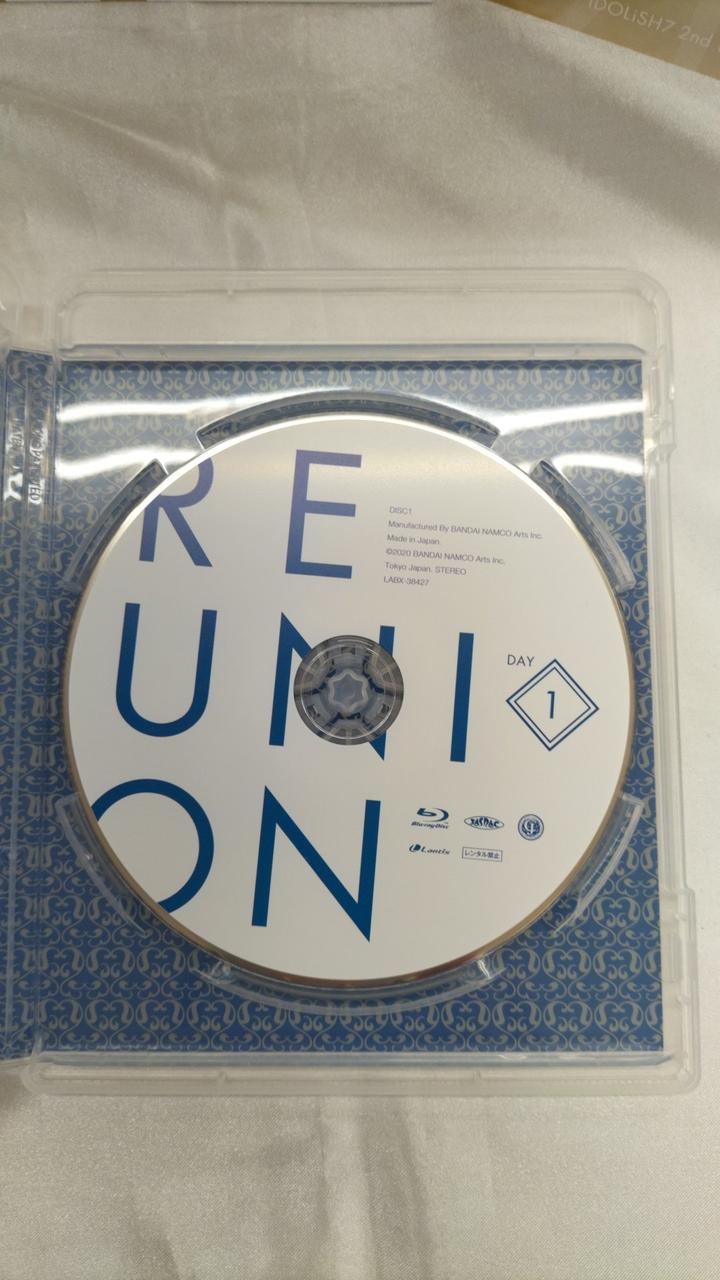 IDOLiSH7 2nd
RE
UNI
ON
DISC1
Manufactured By BANDAI NAMCO Arts Inc.
Made in Japan.
©2020 BANDAI NAMCO Arts Inc.
Tokyo Japan. STEREO
LABX-38427
DAY
1
Blu-ray Disc
JASRAC
Lantis
レンタル禁止